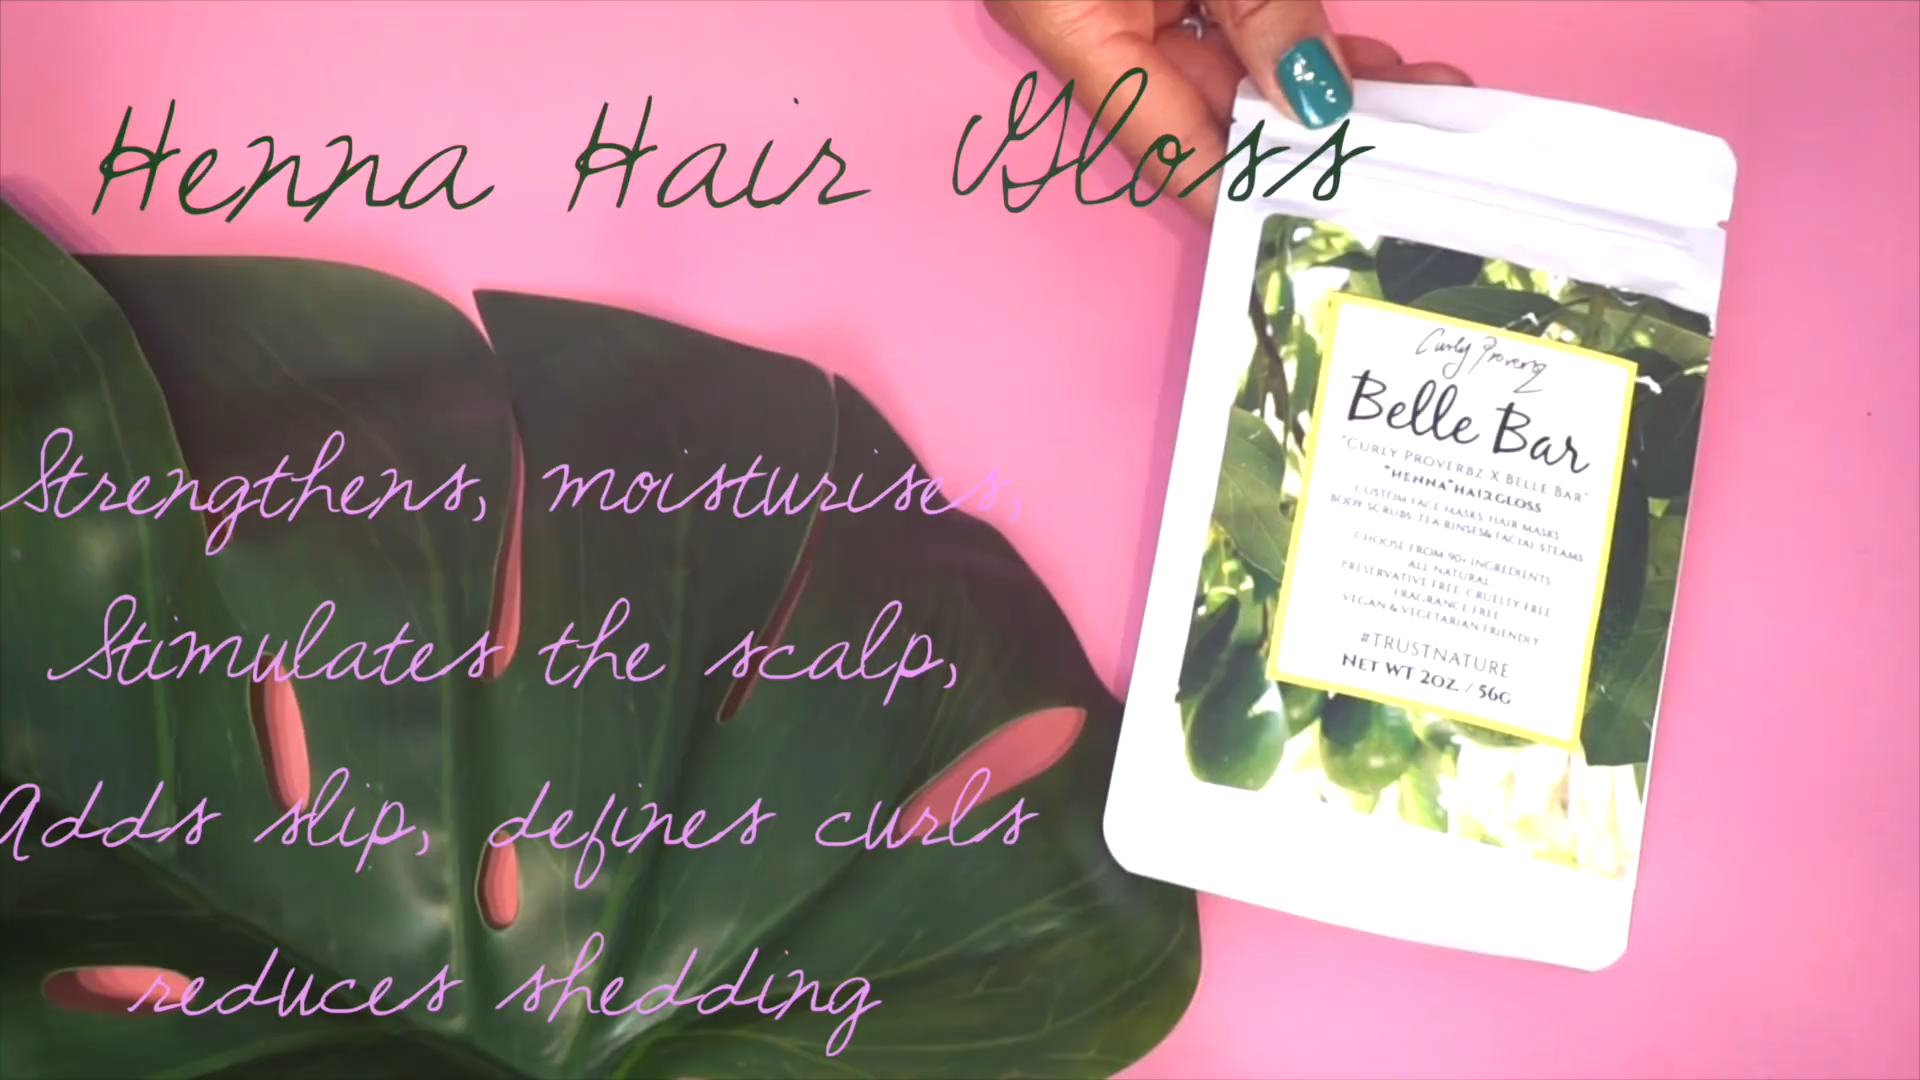 Henna Hair Gloss
Strengthens, moisturises,
Stimulates the scalp,
Adds slip, defines curls
reduces shedding
Curly Proverbz
Belle Bar
"CURLY PROVERBZ X BELLE BAR"
"HENNA" HAIR GLOSS
CUSTOM FACE MASKS HAIR MASKS
BODY SCRUBS TEA RINSES& FACIAL STEAMS
CHOOSE FROM 90+ INGREDIENTS
ALL NATURAL
PRESERVATIVE FREE CRUELTY FREE
FRAGRANCE FREE
VEGAN & VEGETARIAN FRIENDLY
#TRUSTNATURE
NET WT 2OZ. / 56G